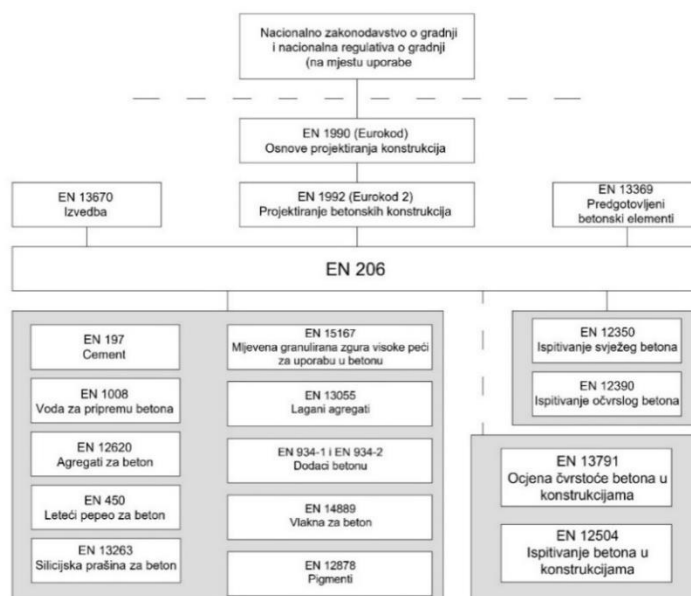 Nacionalno zakonodavstvo o gradnji
i nacionalna regulativa o gradnji
(na mjestu uporabe
EN 1990 (Eurokod)
Osnove projektiranja konstrukcija
EN 13670
Izvedba
EN 1992 (Eurokod 2)
Projektiranje betonskih konstrukcija
EN 13369
Predgotovljeni
betonski elementi
EN 206
EN 197
Cement
EN 1008
Voda za pripremu betona
EN 12620
Agregati za beton
EN 450
Leteći pepeo za beton
EN 13263
Silicijska prašina za beton
EN 15167
Mljevena granulirana zgura visoke peći
za uporabu u betonu
EN 13055
Lagani agregati
EN 934-1 i EN 934-2
Dodaci betonu
EN 14889
Vlakna za beton
EN 12878
Pigmenti
EN 12350
Ispitivanje svježeg betona
EN 12390
Ispitivanje očvrslog betona
EN 13791
Ocjena čvrstoće betona u
konstrukcijama
EN 12504
Ispitivanje betona u
konstrukcijama